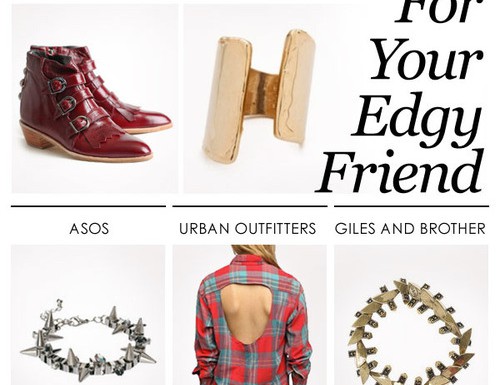 For
Your
Edgy
Friend
ASOS
URBAN OUTFITTERS
GILES AND BROTHER